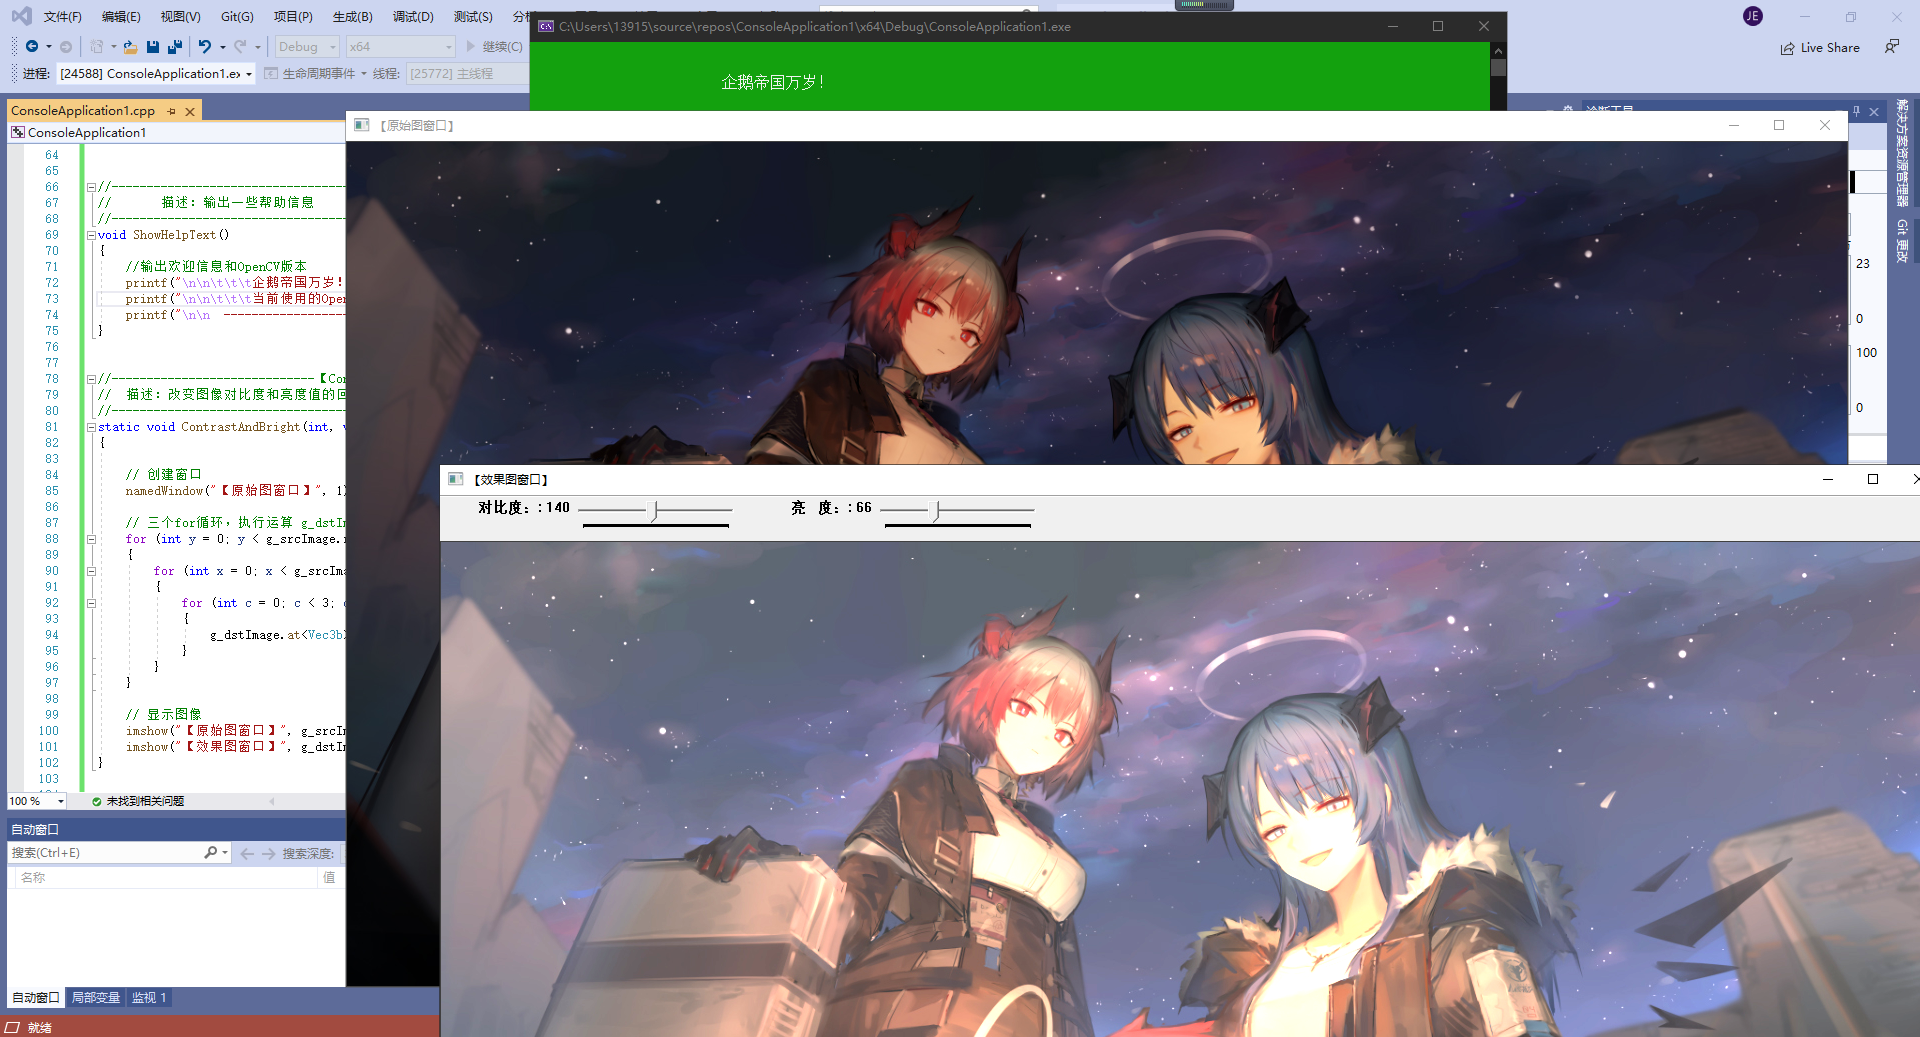 文件(F) 编辑(E) 视图(V) Git(G) 项目(P) 生成(B) 调试(D) 测试(S)
JE
Debug x64 继续(C)
Live Share
进程: [24588] ConsoleApplication1.ex 生命周期事件 线程: [25772] 主线程
C:\Users\13915\source\repos\ConsoleApplication1\x64\Debug\ConsoleApplication1.exe
企鹅帝国万岁!
ConsoleApplication1.cpp
ConsoleApplication1
诊断工具
解决方案资源管理器
Git 更改
23
0
100
0
【原始图窗口】
64
65
66 //---------------------------------
67 // 描述: 输出一些帮助信息
68 //---------------------------------
69 void ShowHelpText()
70 {
71 //输出欢迎信息和OpenCV版本
72 printf("\n\n\t\t\t企鹅帝国万岁!
73 printf("\n\n\t\t\t当前使用的Open
74 printf("\n\n ------------------
75 }
76
77
78 //-----------------------------【Con
79 // 描述: 改变图像对比度和亮度值的回
80 //---------------------------------
81 static void ContrastAndBright(int, v
82 {
83
84 // 创建窗口
85 namedWindow("【原始图窗口】", 1)
86
87 // 三个for循环, 执行运算 g_dstIm
88 for (int y = 0; y < g_srcImage.r
89 {
90 for (int x = 0; x < g_srcIma
91 {
92 for (int c = 0; c < 3; c
93 {
94 g_dstImage.at<Vec3b>
95 }
96 }
97 }
98
99 // 显示图像
100 imshow("【原始图窗口】", g_srcIm
101 imshow("【效果图窗口】", g_dstIm
102 }
103
100 % 未找到相关问题
【效果图窗口】
对比度: : 140 亮 度: : 66
自动窗口
搜索(Ctrl+E) 搜索深度:
名称 值
自动窗口 局部变量 监视 1
就绪